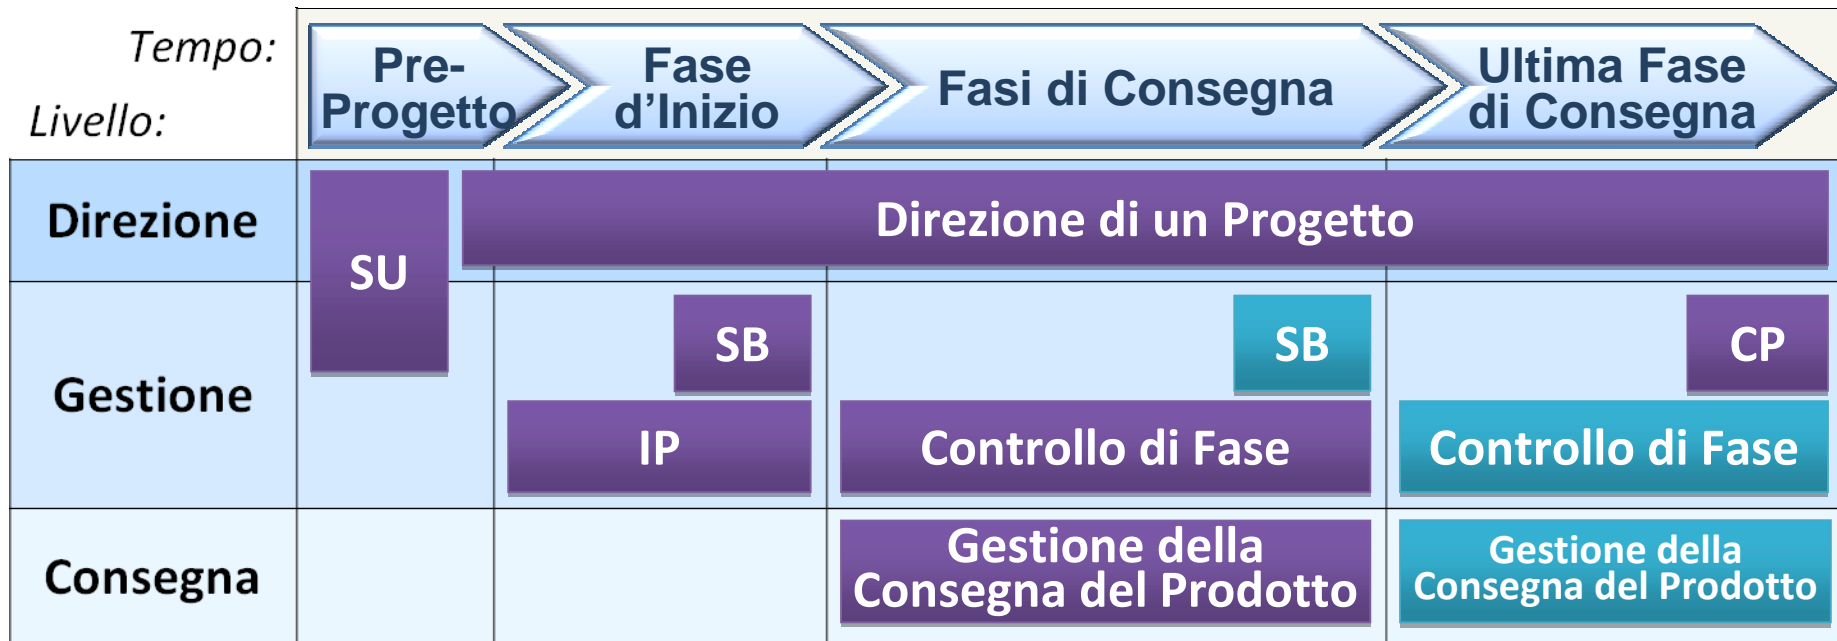 Tempo:
Livello:
Pre-
Progetto
Fase
d'Inizio
Fasi di Consegna
Ultima Fase
di Consegna
Direzione
SU
Direzione di un Progetto
Gestione
SB
SB
CP
IP
Controllo di Fase
Controllo di Fase
Consegna
Gestione della
Consegna del Prodotto
Gestione della
Consegna del Prodotto